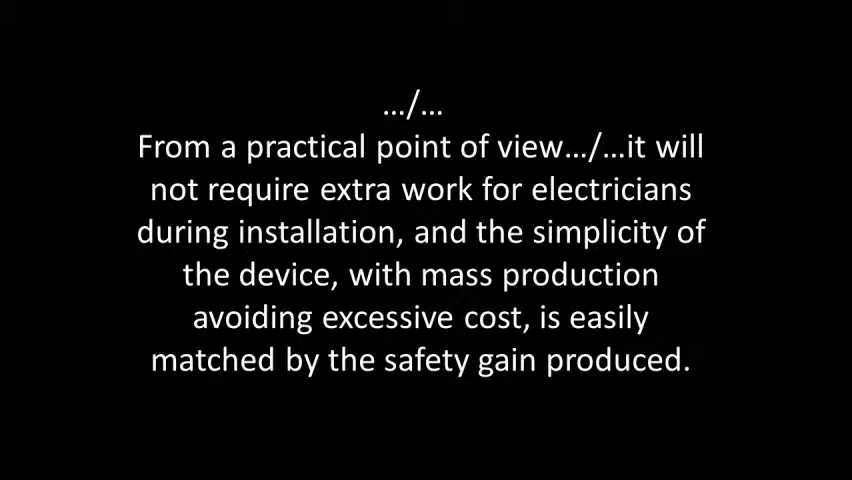 …/…
From a practical point of view…/…it will
not require extra work for electricians
during installation, and the simplicity of
the device, with mass production
avoiding excessive cost, is easily
matched by the safety gain produced.